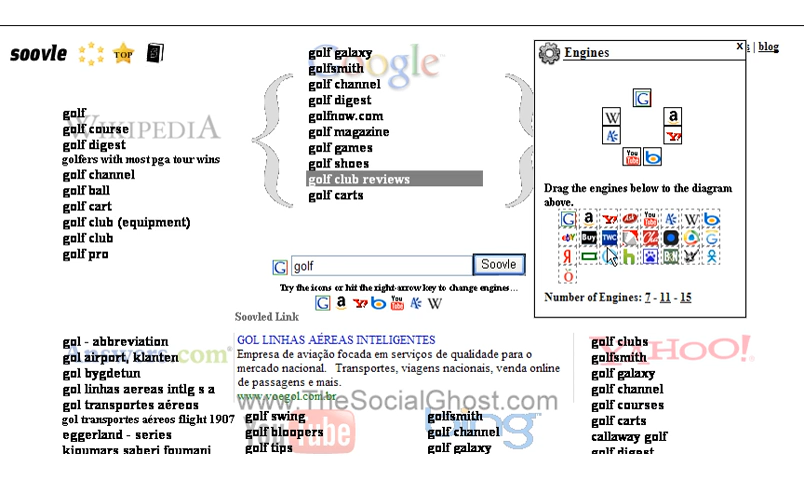 soovle
TOP
Google
golf galaxy
golfsmith
golf channel
golf digest
golfnow.com
golf magazine
golf games
golf shoes
golf club reviews
golf carts
WIKIPEDIA
golf
golf course
golf digest
golfers with most pga tour wins
golf channel
golf ball
golf cart
golf club (equipment)
golf club
golf pro
Engines
x
| blog
Drag the engines below to the diagram
above.
Number of Engines: 7 - 11 - 15
golf
Soovle
Try the icons or hit the right-arrow key to change engines...
Soovled Link
GOL LINHAS AÉREAS INTELIGENTES
Empresa de aviação focada em serviços de qualidade para o
mercado nacional. Transportes, viagens nacionais, venda online
de passagens e mais.
www.voegol.com.br
www.TheSocialGhost.com
Answers.com
gol - abbreviation
gol airport, klanten
gol bygdetun
gol linhas aereas intlg s a
gol transportes aéreos
gol transportes aéreos flight 1907
eggerland - series
kioumars saberi foumani
YouTube
golf swing
golf bloopers
golf tips
bing
golfsmith
golf channel
golf galaxy
YAHOO!
golf clubs
golfsmith
golf galaxy
golf channel
golf courses
golf carts
callaway golf
golf digest